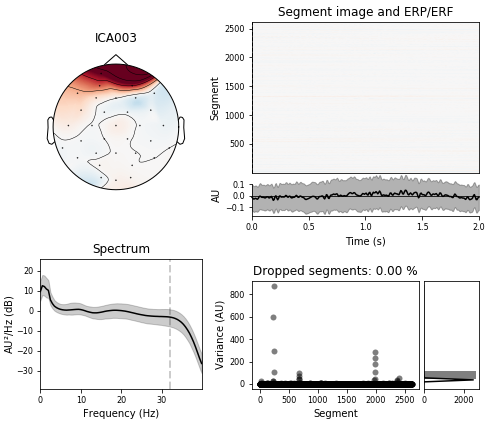 ICA003
Segment image and ERP/ERF
2500
2000
1500
1000
500
Segment
0.1
0.0
−0.1
AU
0.0 0.5 1.0 1.5 2.0
Time (s)
Spectrum
20
10
0
−10
−20
−30
AU²/Hz (dB)
0 10 20 30
Frequency (Hz)
Dropped segments: 0.00 %
800
600
400
200
0
Variance (AU)
0 500 1000 1500 2000 2500
Segment
0 2000